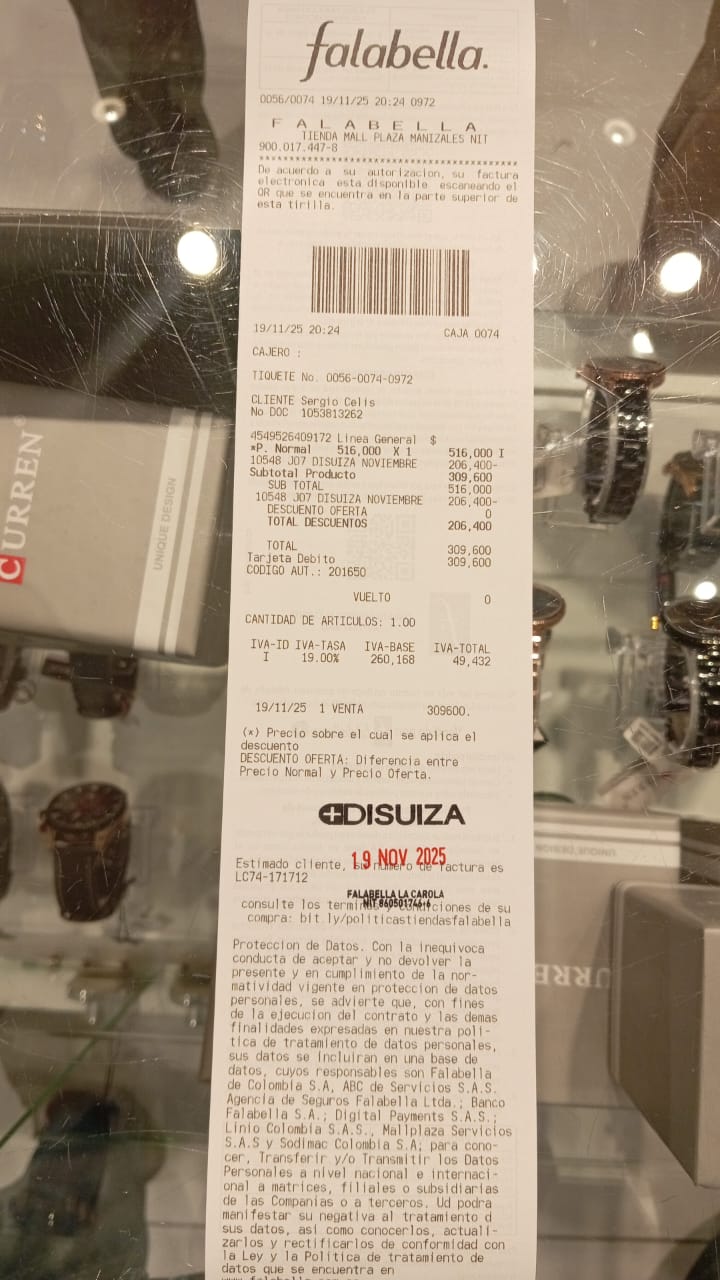 falabella.
0056/0074 19/11/25 20:24 0972
F A L A B E L L A
TIENDA MALL PLAZA MANIZALES NIT
900.017.447-8
**************************************************
De acuerdo a su autorizacion, su factura
electronica esta disponible escaneando el
QR que se encuentra en la parte superior de
esta tirilla.
19/11/25 20:24 CAJA 0074
CAJERO :
TIQUETE No. 0056-0074-0972
CLIENTE Sergio Celis
No DOC 1053813262
4549526409172 Linea General $
*P. Normal 516,000 X 1 516,000 I
10548 J07 DISUIZA NOVIEMBRE 206,400-
Subtotal Producto 309,600
SUB TOTAL 516,000
10548 J07 DISUIZA NOVIEMBRE 206,400-
DESCUENTO OFERTA 0
TOTAL DESCUENTOS 206,400
TOTAL 309,600
Tarjeta Debito 309,600
CODIGO AUT.: 201650
VUELTO 0
CANTIDAD DE ARTICULOS: 1.00
IVA-ID IVA-TASA IVA-BASE IVA-TOTAL
I 19.00% 260,168 49,432
19/11/25 1 VENTA 309600.
(*) Precio sobre el cual se aplica el
descuento
DESCUENTO OFERTA: Diferencia entre
Precio Normal y Precio Oferta.
DISUIZA
19 NOV 2025
Estimado cliente, su numero de factura es
LC74-171712
FALABELLA LA CAROLA
NIT 860501746-6
consulte los terminos y condiciones de su
compra: bit.ly/politicastiendasfalabella
Proteccion de Datos. Con la inequivoca
conducta de aceptar y no devolver la
presente y en cumplimiento de la nor-
matividad vigente en proteccion de datos
personales, se advierte que, con fines
de la ejecucion del contrato y las demas
finalidades expresadas en nuestra poli-
tica de tratamiento de datos personales,
sus datos se incluiran en una base de
datos, cuyos responsables son Falabella
de Colombia S.A, ABC de Servicios S.A.S.
Agencia de Seguros Falabella Ltda.; Banco
Falabella S.A.; Digital Payments S.A.S.;
Linio Colombia S.A.S., Mallplaza Servicios
S.A.S y Sodimac Colombia S.A; para cono-
cer, Transferir y/o Transmitir los Datos
Personales a nivel nacional e internaci-
onal a matrices, filiales o subsidiarias
de las Companias o a terceros. Ud podra
manifestar su negativa al tratamiento d
sus datos, asi como conocerlos, actuali-
zarlos y rectificarlos de conformidad con
la Ley y la Politica de tratamiento de
datos que se encuentra en
CURREN
UNIQUE DESIGN
UNIQUE DESIGN
URREN